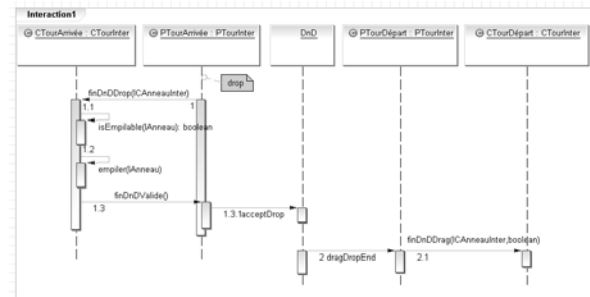 Interaction1
CTourArrivée : CTourInter
PTourArrivée : PTourInter
DnD
PTourDépart : PTourInter
CTourDépart : CTourInter
drop
finDnDDrop(ICAnneauInter)
1
1.1
isEmpilable(IAnneau): boolean
1.2
empiler(IAnneau)
finDnDValide()
1.3
1.3.1acceptDrop
finDnDDrag(ICAnneauInter,boolean)
2 dragDropEnd
2.1